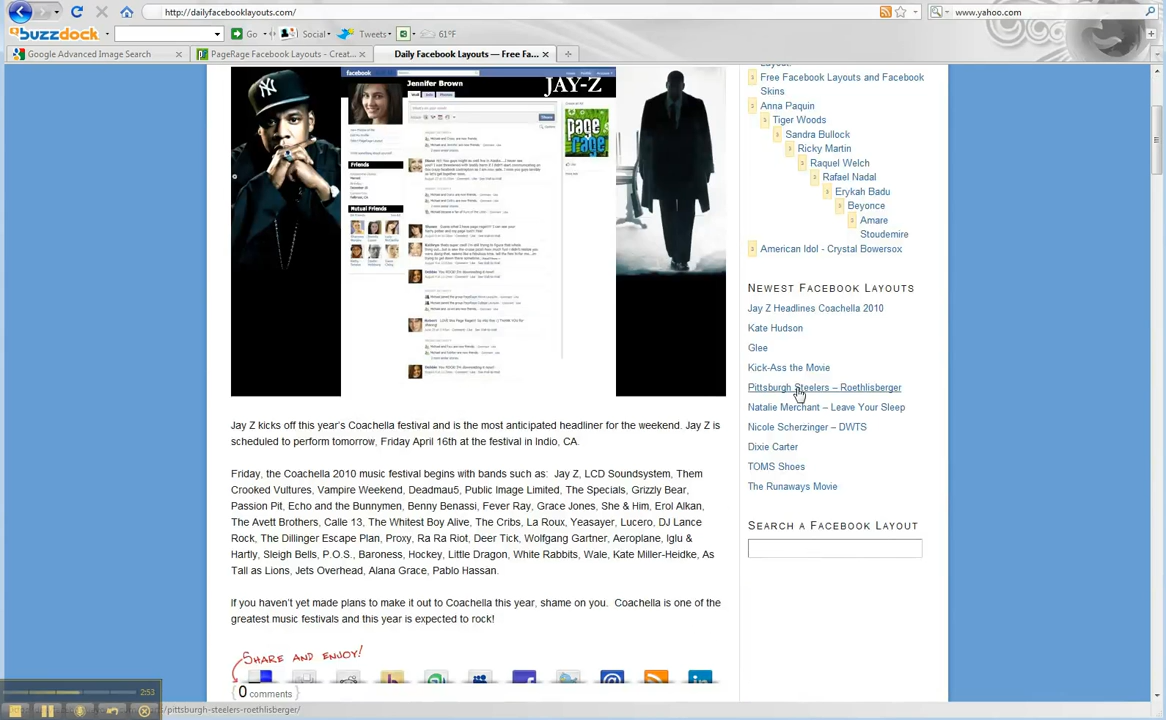 http://dailyfacebooklayouts.com/
www.yahoo.com
buzzdock
Go
Social
Tweets
61°F
Google Advanced Image Search
PageRage Facebook Layouts - Creat...
Daily Facebook Layouts — Free Fa...
facebook
Jennifer Brown
JAY-Z
page
rage
Share
Friends
Mutual Friends
Jay Z kicks off this year's Coachella festival and is the most anticipated headliner for the weekend. Jay Z is
scheduled to perform tomorrow, Friday April 16th at the festival in Indio, CA.
Friday, the Coachella 2010 music festival begins with bands such as: Jay Z, LCD Soundsystem, Them
Crooked Vultures, Vampire Weekend, Deadmau5, Public Image Limited, The Specials, Grizzly Bear,
Passion Pit, Echo and the Bunnymen, Benny Benassi, Fever Ray, Grace Jones, She & Him, Erol Alkan,
The Avett Brothers, Calle 13, The Whitest Boy Alive, The Cribs, La Roux, Yeasayer, Lucero, DJ Lance
Rock, The Dillinger Escape Plan, Proxy, Ra Ra Riot, Deer Tick, Wolfgang Gartner, Aeroplane, Iglu &
Hartly, Sleigh Bells, P.O.S., Baroness, Hockey, Little Dragon, White Rabbits, Wale, Kate Miller-Heidke, As
Tall as Lions, Jets Overhead, Alana Grace, Pablo Hassan.
If you haven't yet made plans to make it out to Coachella this year, shame on you. Coachella is one of the
greatest music festivals and this year is expected to rock!
Share and enjoy!
0 comments
Layout.
Free Facebook Layouts and Facebook
Skins
Anna Paquin
Tiger Woods
Sandra Bullock
Ricky Martin
Raquel Welch
Rafael Nadal
Erykah Badu
Beyonce
Amare
Stoudemire
American Idol - Crystal Bowersox
Newest Facebook Layouts
Jay Z Headlines Coachella 2010
Kate Hudson
Glee
Kick-Ass the Movie
Pittsburgh Steelers – Roethlisberger
Natalie Merchant – Leave Your Sleep
Nicole Scherzinger – DWTS
Dixie Carter
TOMS Shoes
The Runaways Movie
Search a Facebook Layout
2:53
/pittsburgh-steelers-roethlisberger/